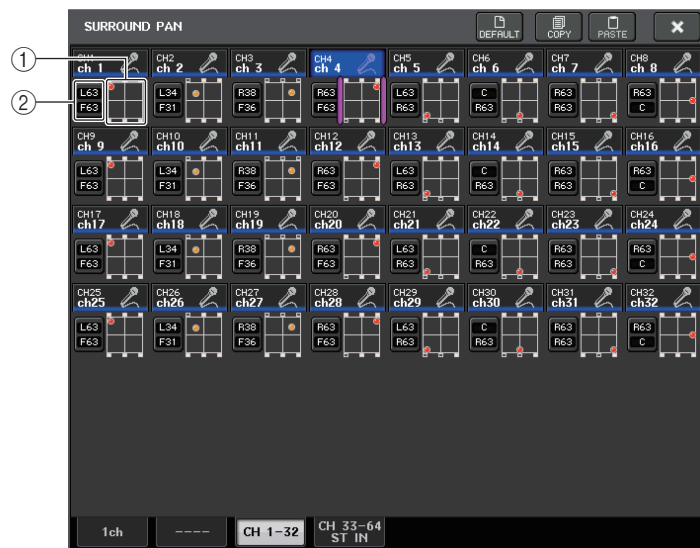 SURROUND PAN DEFAULT COPY PASTE
①
②
CH1 CH2 CH3 CH4 CH5 CH6 CH7 CH8
ch 1 ch 2 ch 3 ch 4 ch 5 ch 6 ch 7 ch 8
L63 L34 R38 R63 L63 C R63 R63
F63 F31 F36 F63 R63 R63 R63 C
CH9 CH10 CH11 CH12 CH13 CH14 CH15 CH16
ch 9 ch10 ch11 ch12 ch13 ch14 ch15 ch16
L63 L34 R38 R63 L63 C R63 R63
F63 F31 F36 F63 R63 R63 R63 C
CH17 CH18 CH19 CH20 CH21 CH22 CH23 CH24
ch17 ch18 ch19 ch20 ch21 ch22 ch23 ch24
L63 L34 R38 R63 L63 C R63 R63
F63 F31 F36 F63 R63 R63 R63 C
CH25 CH26 CH27 CH28 CH29 CH30 CH31 CH32
ch25 ch26 ch27 ch28 ch29 ch30 ch31 ch32
L63 L34 R38 R63 L63 C R63 R63
F63 F31 F36 F63 R63 R63 R63 C
1ch ---- CH 1-32 CH 33-64
ST IN